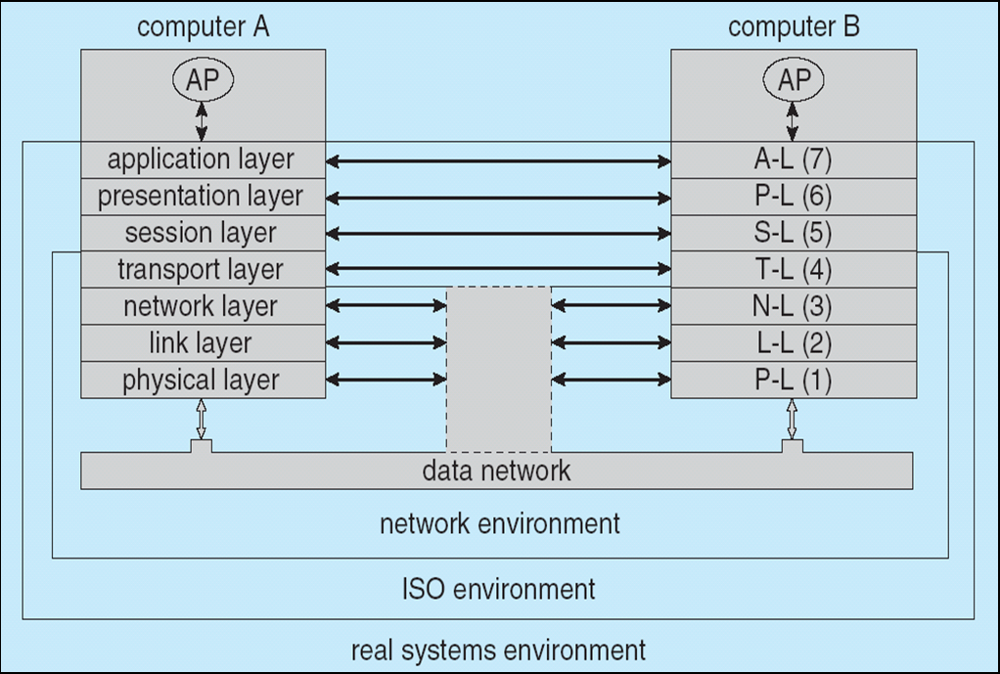 computer A computer B
AP AP
application layer A-L (7)
presentation layer P-L (6)
session layer S-L (5)
transport layer T-L (4)
network layer N-L (3)
link layer L-L (2)
physical layer P-L (1)
data network
network environment
ISO environment
real systems environment